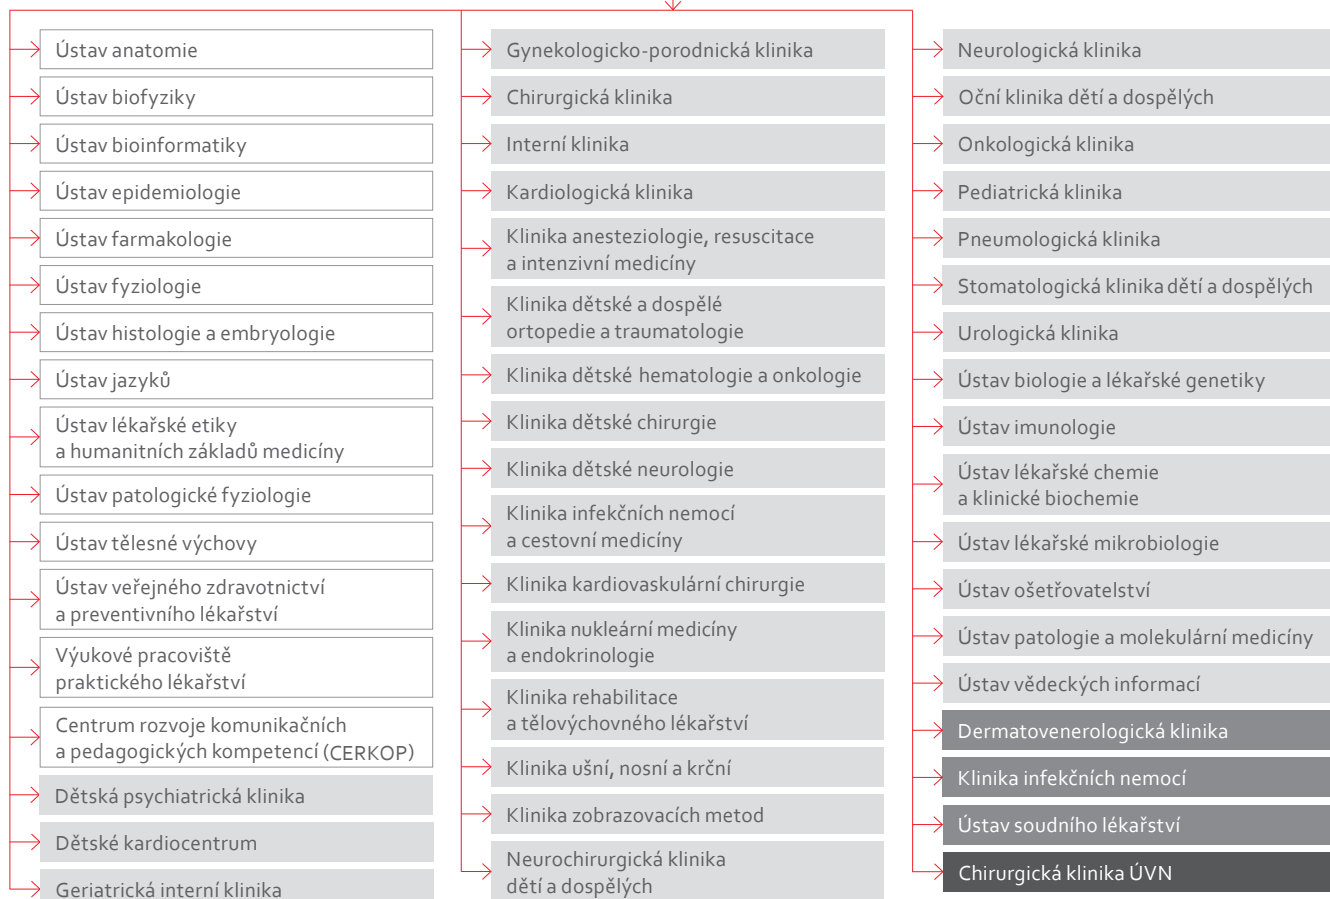 Ústav anatomie
Ústav biofyziky
Ústav bioinformatiky
Ústav epidemiologie
Ústav farmakologie
Ústav fyziologie
Ústav histologie a embryologie
Ústav jazyků
Ústav lékařské etiky
a humanitních základů medicíny
Ústav patologické fyziologie
Ústav tělesné výchovy
Ústav veřejného zdravotnictví
a preventivního lékařství
Výukové pracoviště
praktického lékařství
Centrum rozvoje komunikačních
a pedagogických kompetencí (CERKOP)
Dětská psychiatrická klinika
Dětské kardiocentrum
Geriatrická interní klinika
Gynekologicko-porodnická klinika
Chirurgická klinika
Interní klinika
Kardiologická klinika
Klinika anesteziologie, resuscitace
a intenzivní medicíny
Klinika dětské a dospělé
ortopedie a traumatologie
Klinika dětské hematologie a onkologie
Klinika dětské chirurgie
Klinika dětské neurologie
Klinika infekčních nemocí
a cestovní medicíny
Klinika kardiovaskulární chirurgie
Klinika nukleární medicíny
a endokrinologie
Klinika rehabilitace
a tělovýchovného lékařství
Klinika ušní, nosní a krční
Klinika zobrazovacích metod
Neurochirurgická klinika
dětí a dospělých
Neurologická klinika
Oční klinika dětí a dospělých
Onkologická klinika
Pediatrická klinika
Pneumologická klinika
Stomatologická klinika dětí a dospělých
Urologická klinika
Ústav biologie a lékařské genetiky
Ústav imunologie
Ústav lékařské chemie
a klinické biochemie
Ústav lékařské mikrobiologie
Ústav ošetřovatelství
Ústav patologie a molekulární medicíny
Ústav vědeckých informací
Dermatovenerologická klinika
Klinika infekčních nemocí
Ústav soudního lékařství
Chirurgická klinika ÚVN